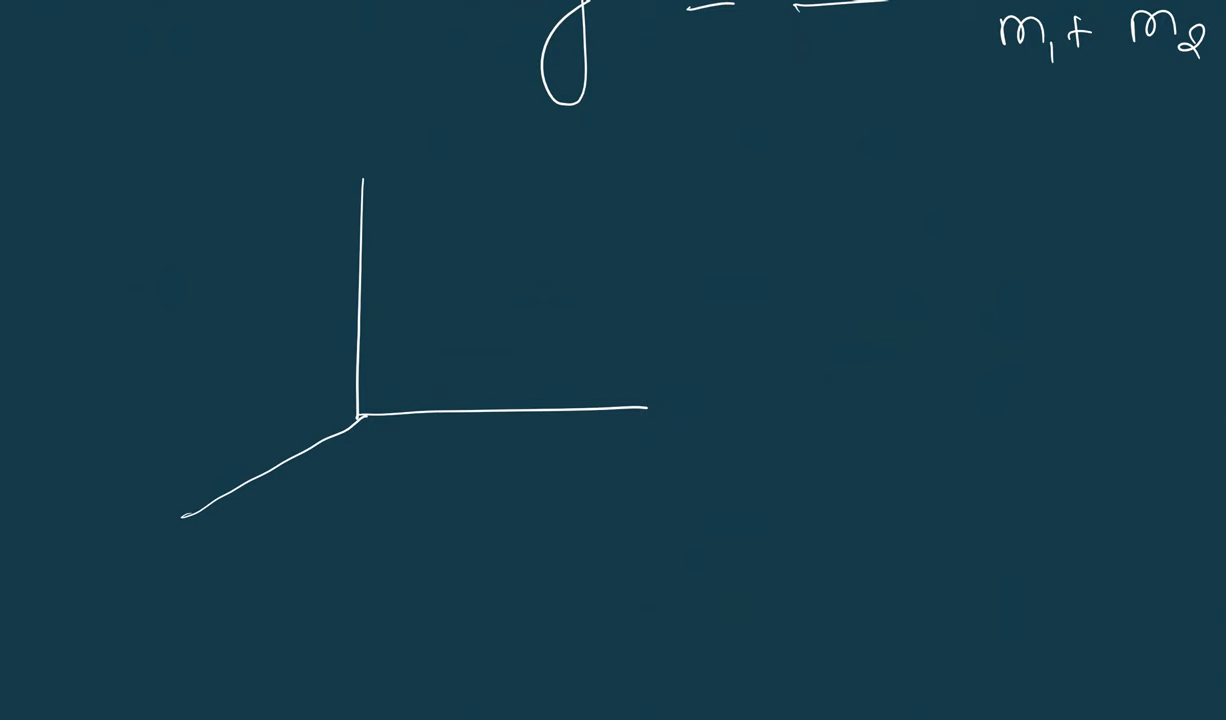 y =
m₁ + m₂